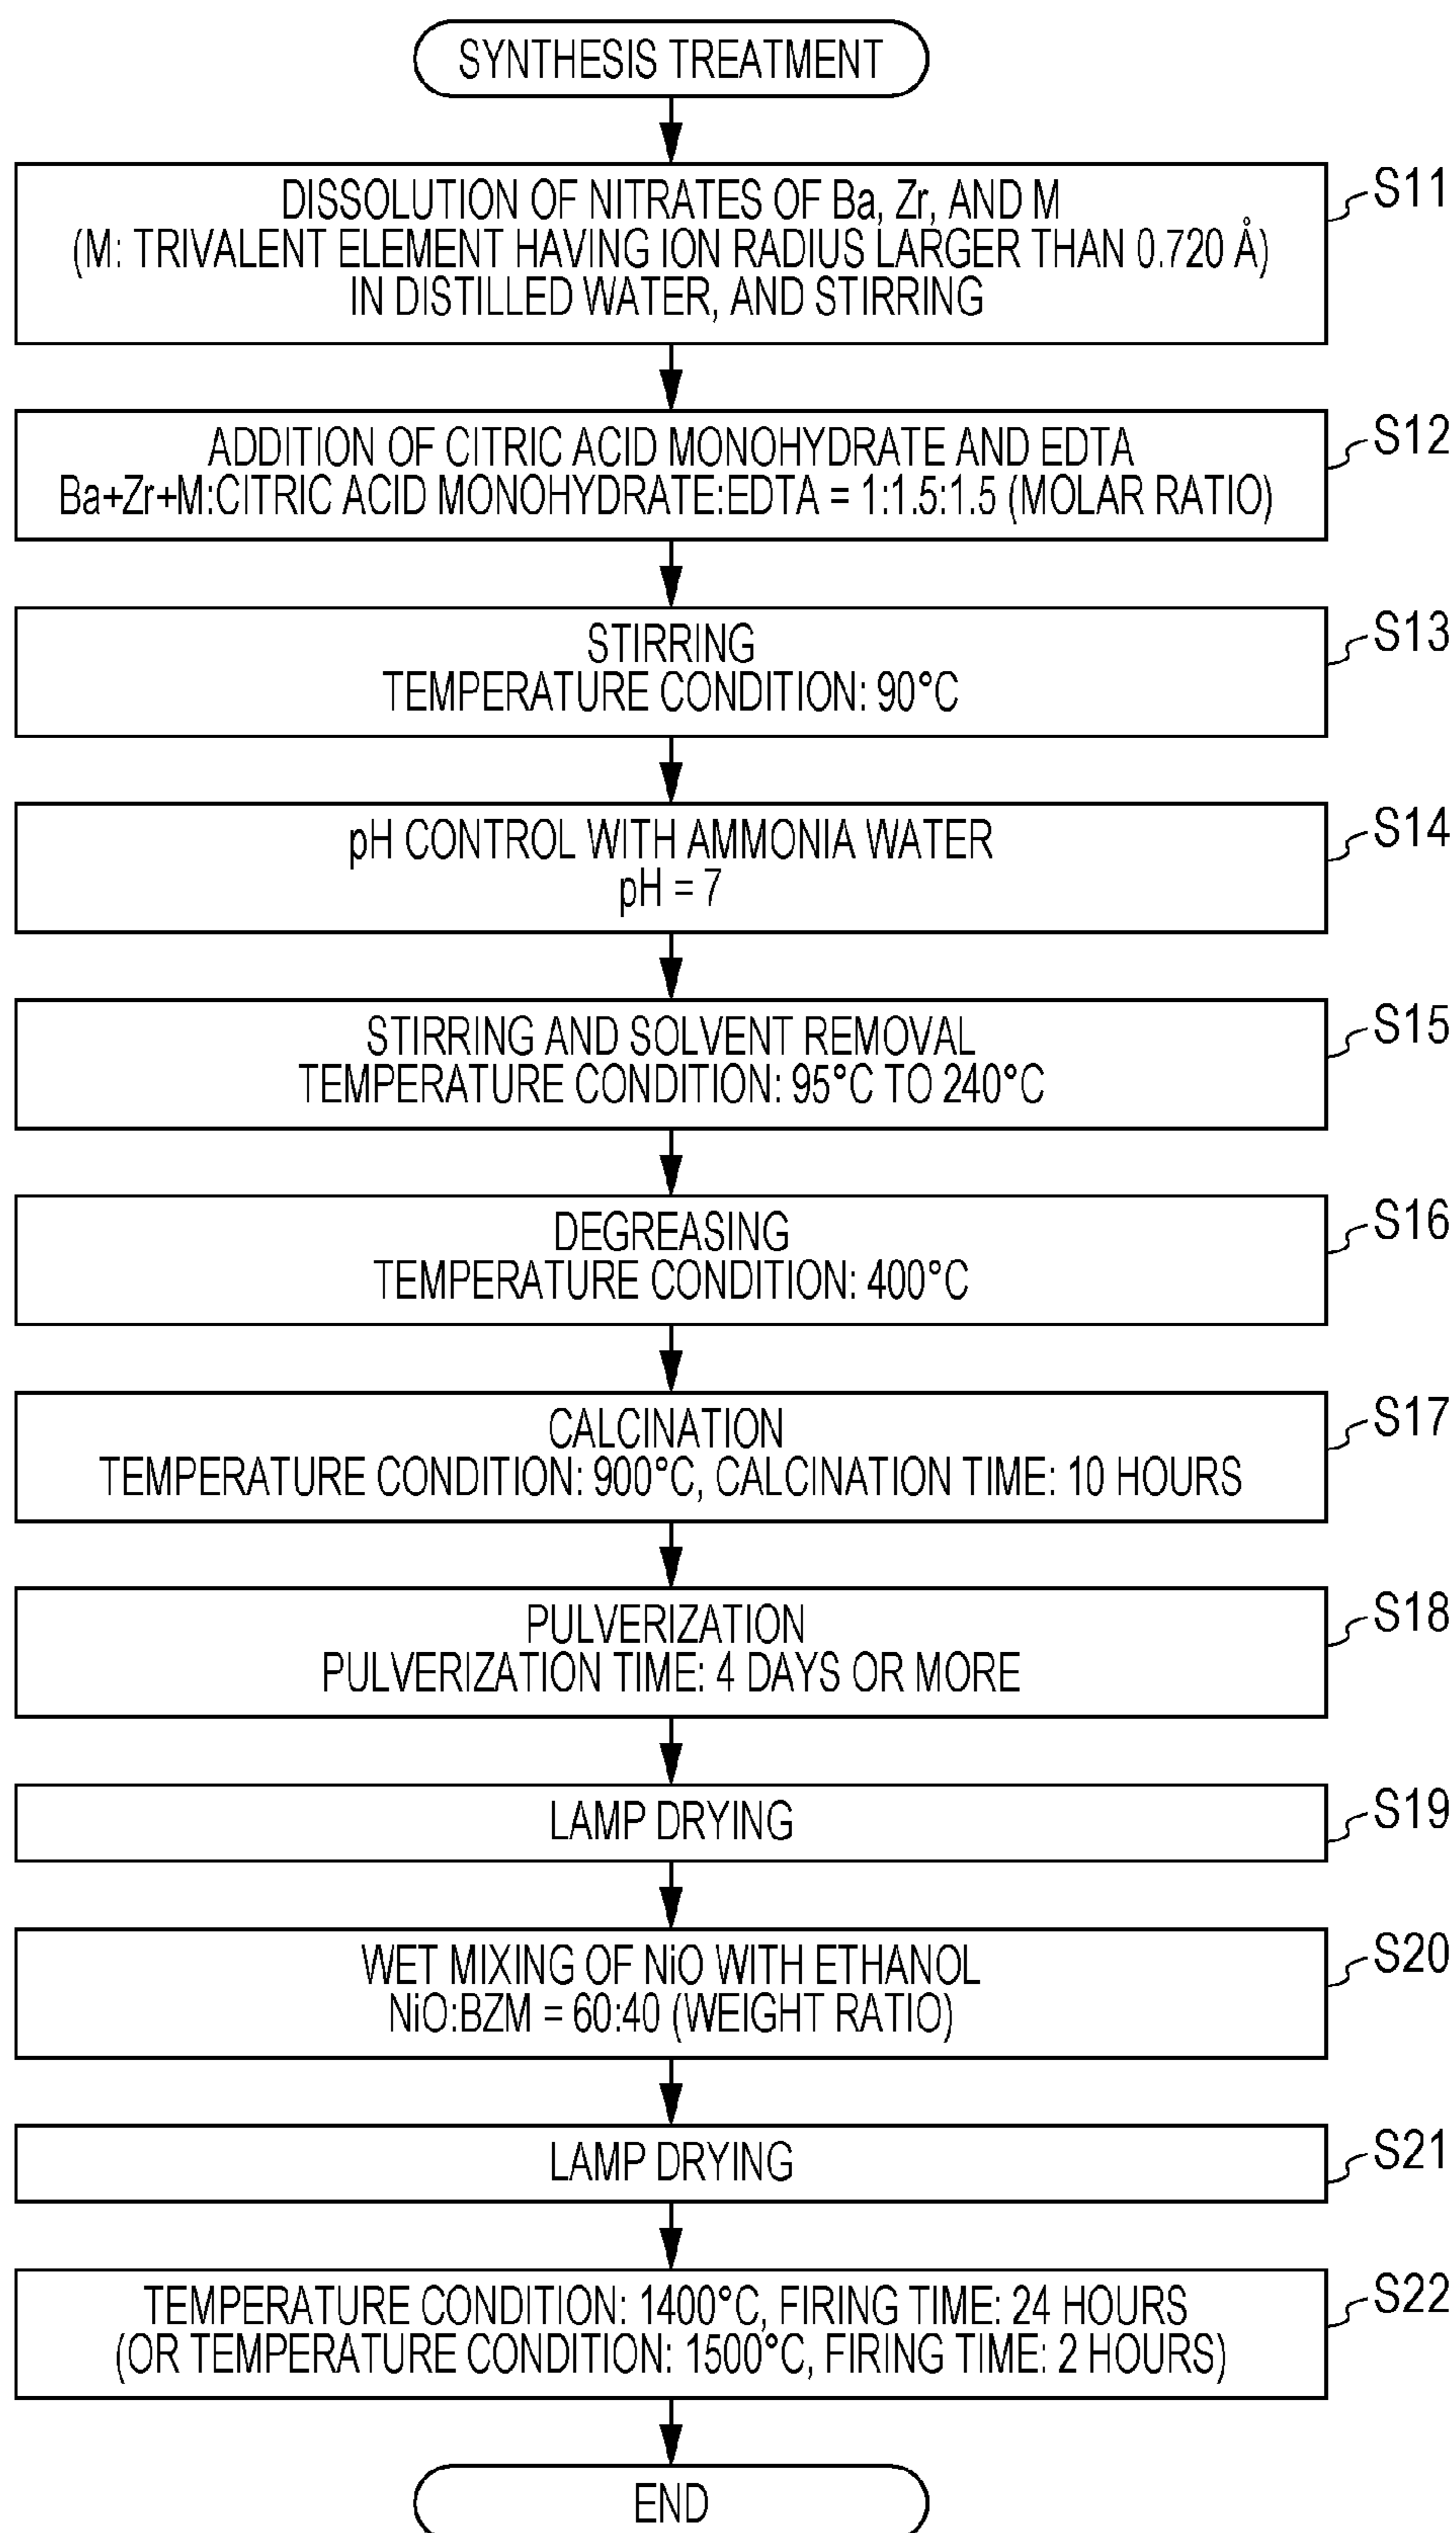 SYNTHESIS TREATMENT
DISSOLUTION OF NITRATES OF Ba, Zr, AND M
(M: TRIVALENT ELEMENT HAVING ION RADIUS LARGER THAN 0.720 Å)
IN DISTILLED WATER, AND STIRRING
S11
ADDITION OF CITRIC ACID MONOHYDRATE AND EDTA
Ba+Zr+M:CITRIC ACID MONOHYDRATE:EDTA = 1:1.5:1.5 (MOLAR RATIO)
S12
STIRRING
TEMPERATURE CONDITION: 90°C
S13
pH CONTROL WITH AMMONIA WATER
pH = 7
S14
STIRRING AND SOLVENT REMOVAL
TEMPERATURE CONDITION: 95°C TO 240°C
S15
DEGREASING
TEMPERATURE CONDITION: 400°C
S16
CALCINATION
TEMPERATURE CONDITION: 900°C, CALCINATION TIME: 10 HOURS
S17
PULVERIZATION
PULVERIZATION TIME: 4 DAYS OR MORE
S18
LAMP DRYING
S19
WET MIXING OF NiO WITH ETHANOL
NiO:BZM = 60:40 (WEIGHT RATIO)
S20
LAMP DRYING
S21
TEMPERATURE CONDITION: 1400°C, FIRING TIME: 24 HOURS
(OR TEMPERATURE CONDITION: 1500°C, FIRING TIME: 2 HOURS)
S22
END